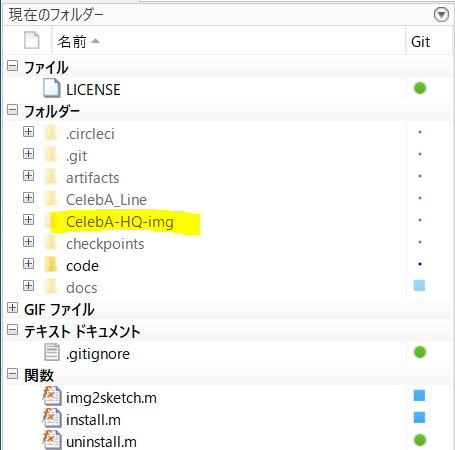 現在のフォルダー
名前 Git
ファイル
LICENSE
フォルダー
.circleci
.git
artifacts
CelebA_Line
CelebA-HQ-img
checkpoints
code
docs
GIF ファイル
テキスト ドキュメント
.gitignore
関数
img2sketch.m
install.m
uninstall.m